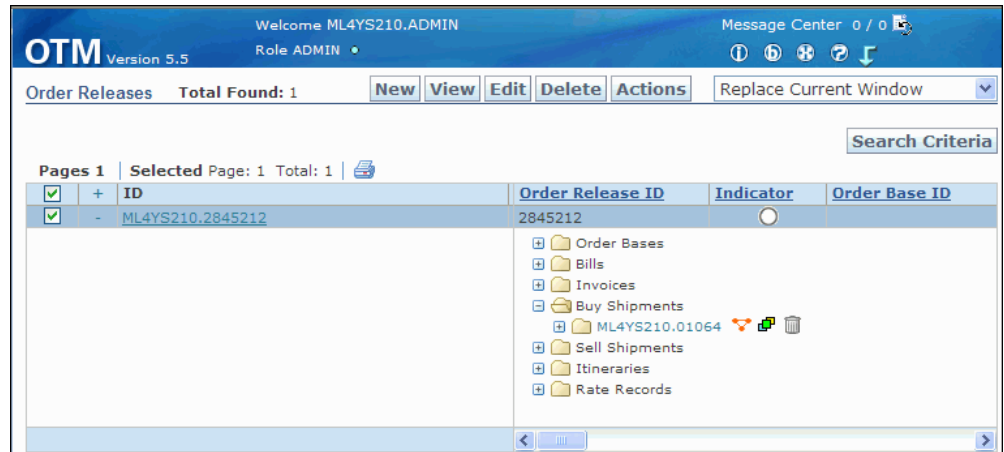 Welcome ML4YS210.ADMIN
Message Center 0 / 0
OTM Version 5.5
Role ADMIN
Order Releases Total Found: 1 New View Edit Delete Actions Replace Current Window
Search Criteria
Pages 1 | Selected Page: 1 Total: 1 |
+ ID Order Release ID Indicator Order Base ID
- ML4YS210.2845212 2845212
Order Bases
Bills
Invoices
Buy Shipments
ML4YS210.01064
Sell Shipments
Itineraries
Rate Records